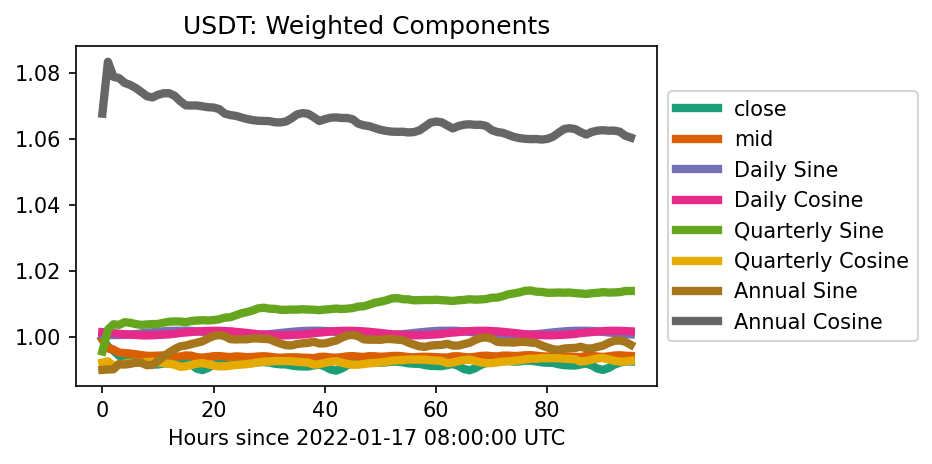 USDT: Weighted Components
1.08
1.06
1.04
1.02
1.00
0
20
40
60
80
Hours since 2022-01-17 08:00:00 UTC
close
mid
Daily Sine
Daily Cosine
Quarterly Sine
Quarterly Cosine
Annual Sine
Annual Cosine